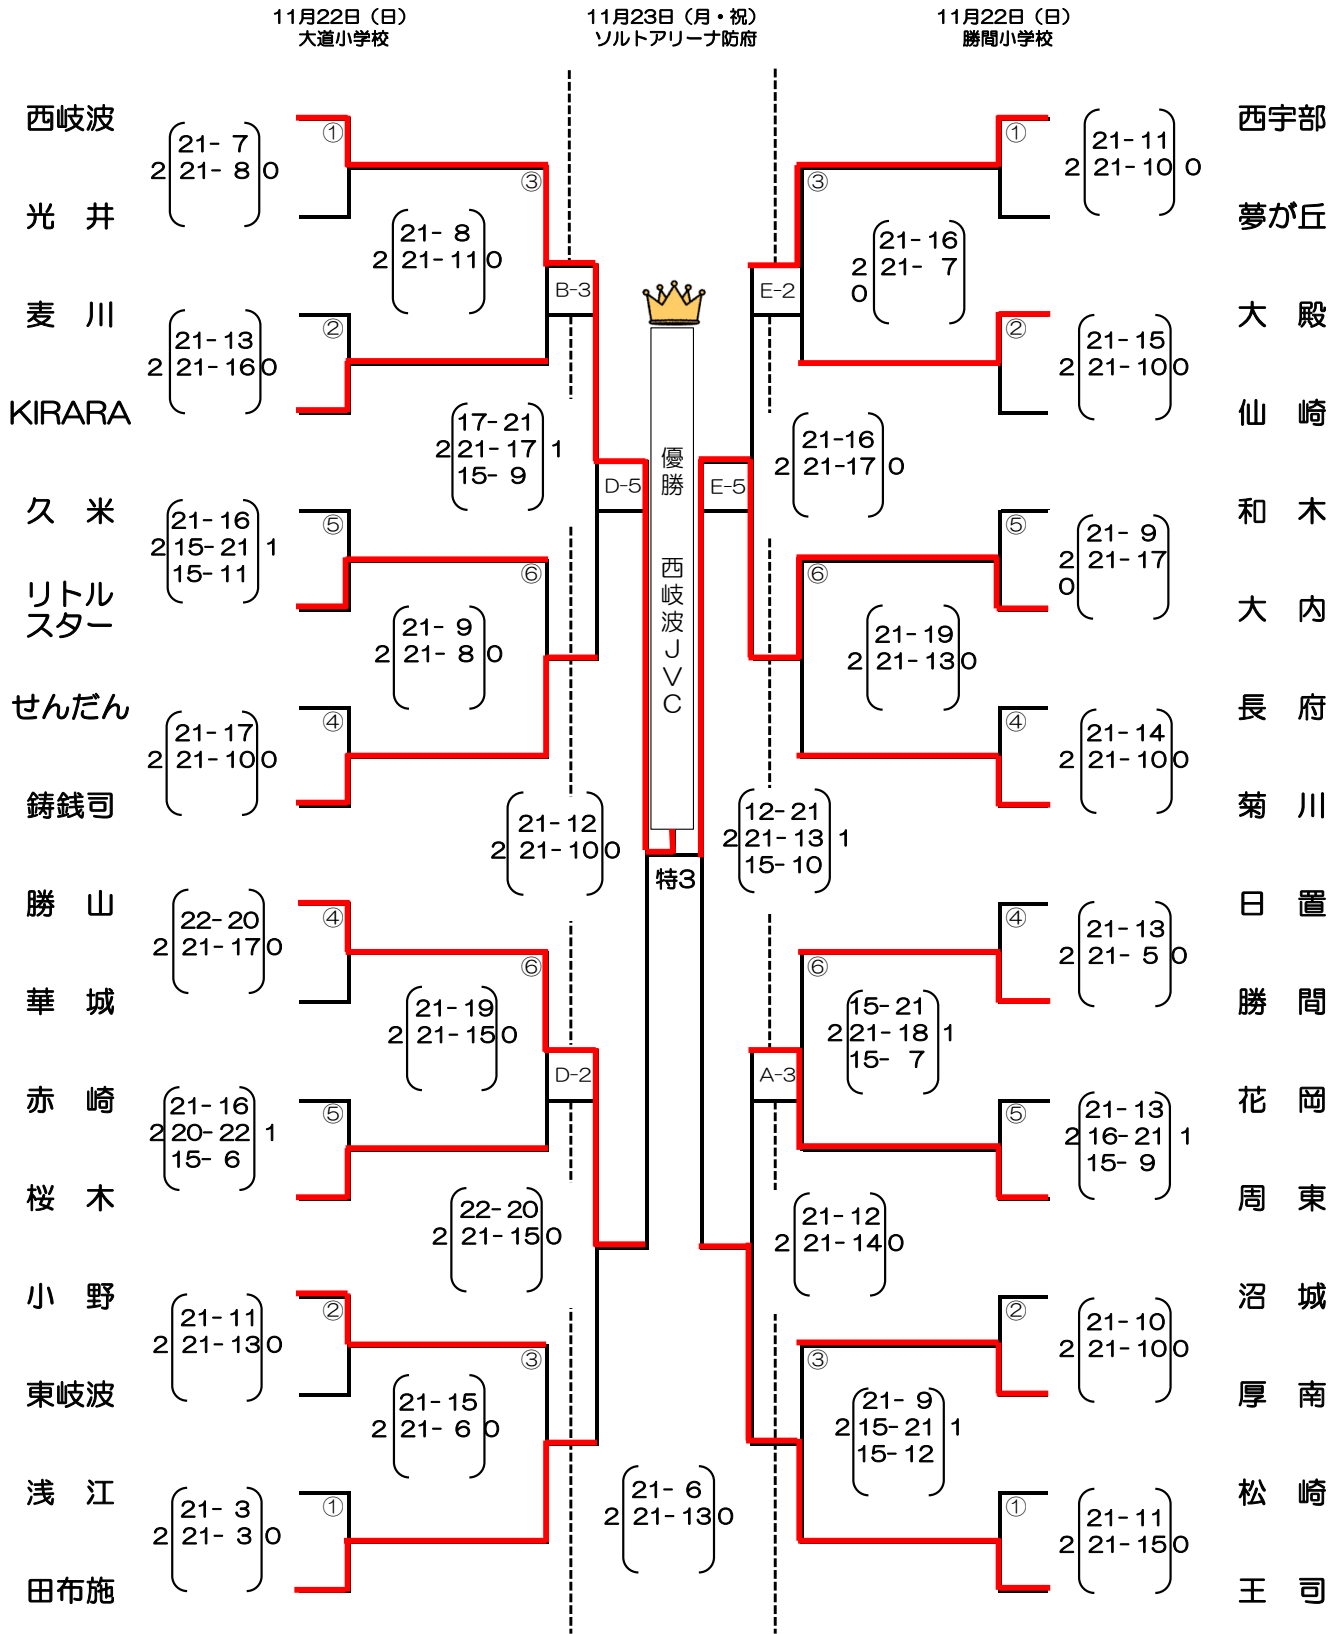 11月22日（日）
大道小学校
11月23日（月・祝）
ソルトアリーナ防府
11月22日（日）
勝間小学校
西岐波
光　井
麦　川
KIRARA
久　米
リトル
スター
せんだん
鋳銭司
勝　山
華　城
赤　崎
桜　木
小　野
東岐波
浅　江
田布施
①
21- 7
2 21- 8 0
②
21-13
2 21-16 0
⑤
21-16
2 15-21 1
15-11
④
21-17
2 21-10 0
④
22-20
2 21-17 0
⑤
21-16
2 20-22 1
15- 6
②
21-11
2 21-13 0
①
21- 3
2 21- 3 0
③
21- 8
2 21-11 0
⑥
21- 9
2 21- 8 0
⑥
21-19
2 21-15 0
③
21-15
2 21- 6 0
B-3
17-21
2 21-17 1
15- 9
D-2
22-20
2 21-15 0
D-5
21-12
2 21-10 0
優勝　西岐波JVC
特3
21- 6
2 21-13 0
E-5
12-21
2 21-13 1
15-10
E-2
21-16
2 21-17 0
A-3
21-12
2 21-14 0
③
21-16
2 21- 7
0
⑥
21-19
2 21-13 0
⑥
15-21
2 21-18 1
15- 7
③
21- 9
2 15-21 1
15-12
①
21-11
2 21-10 0
②
21-15
2 21-10 0
⑤
21- 9
2 21-17
0
④
21-14
2 21-10 0
④
21-13
2 21- 5 0
⑤
21-13
2 16-21 1
15- 9
②
21-10
2 21-10 0
①
21-11
2 21-15 0
西宇部
夢が丘
大　殿
仙　崎
和　木
大　内
長　府
菊　川
日　置
勝　間
花　岡
周　東
沼　城
厚　南
松　崎
王　司